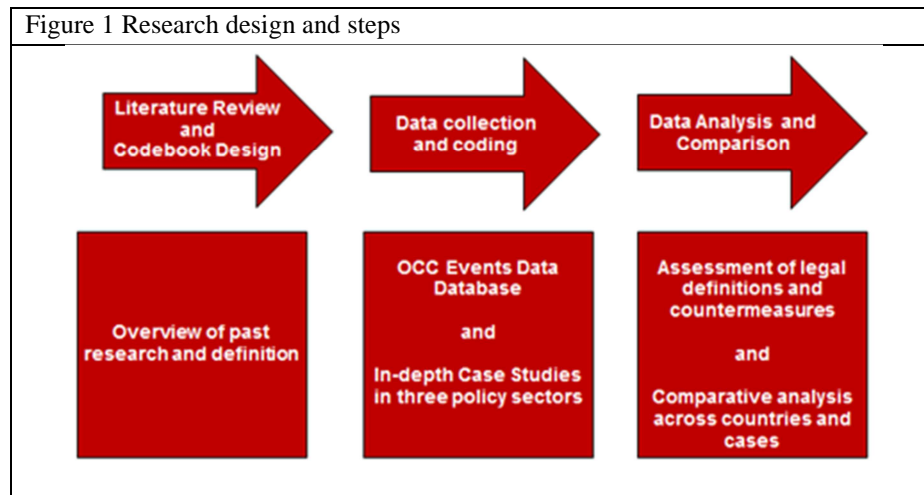 Figure 1 Research design and steps
Literature Review
and
Codebook Design
Data collection
and coding
Data Analysis and
Comparison
Overview of past
research and definition
OCC Events Data
Database
and
In-depth Case Studies
in three policy sectors
Assessment of legal
definitions and
countermeasures
and
Comparative analysis
across countries and
cases